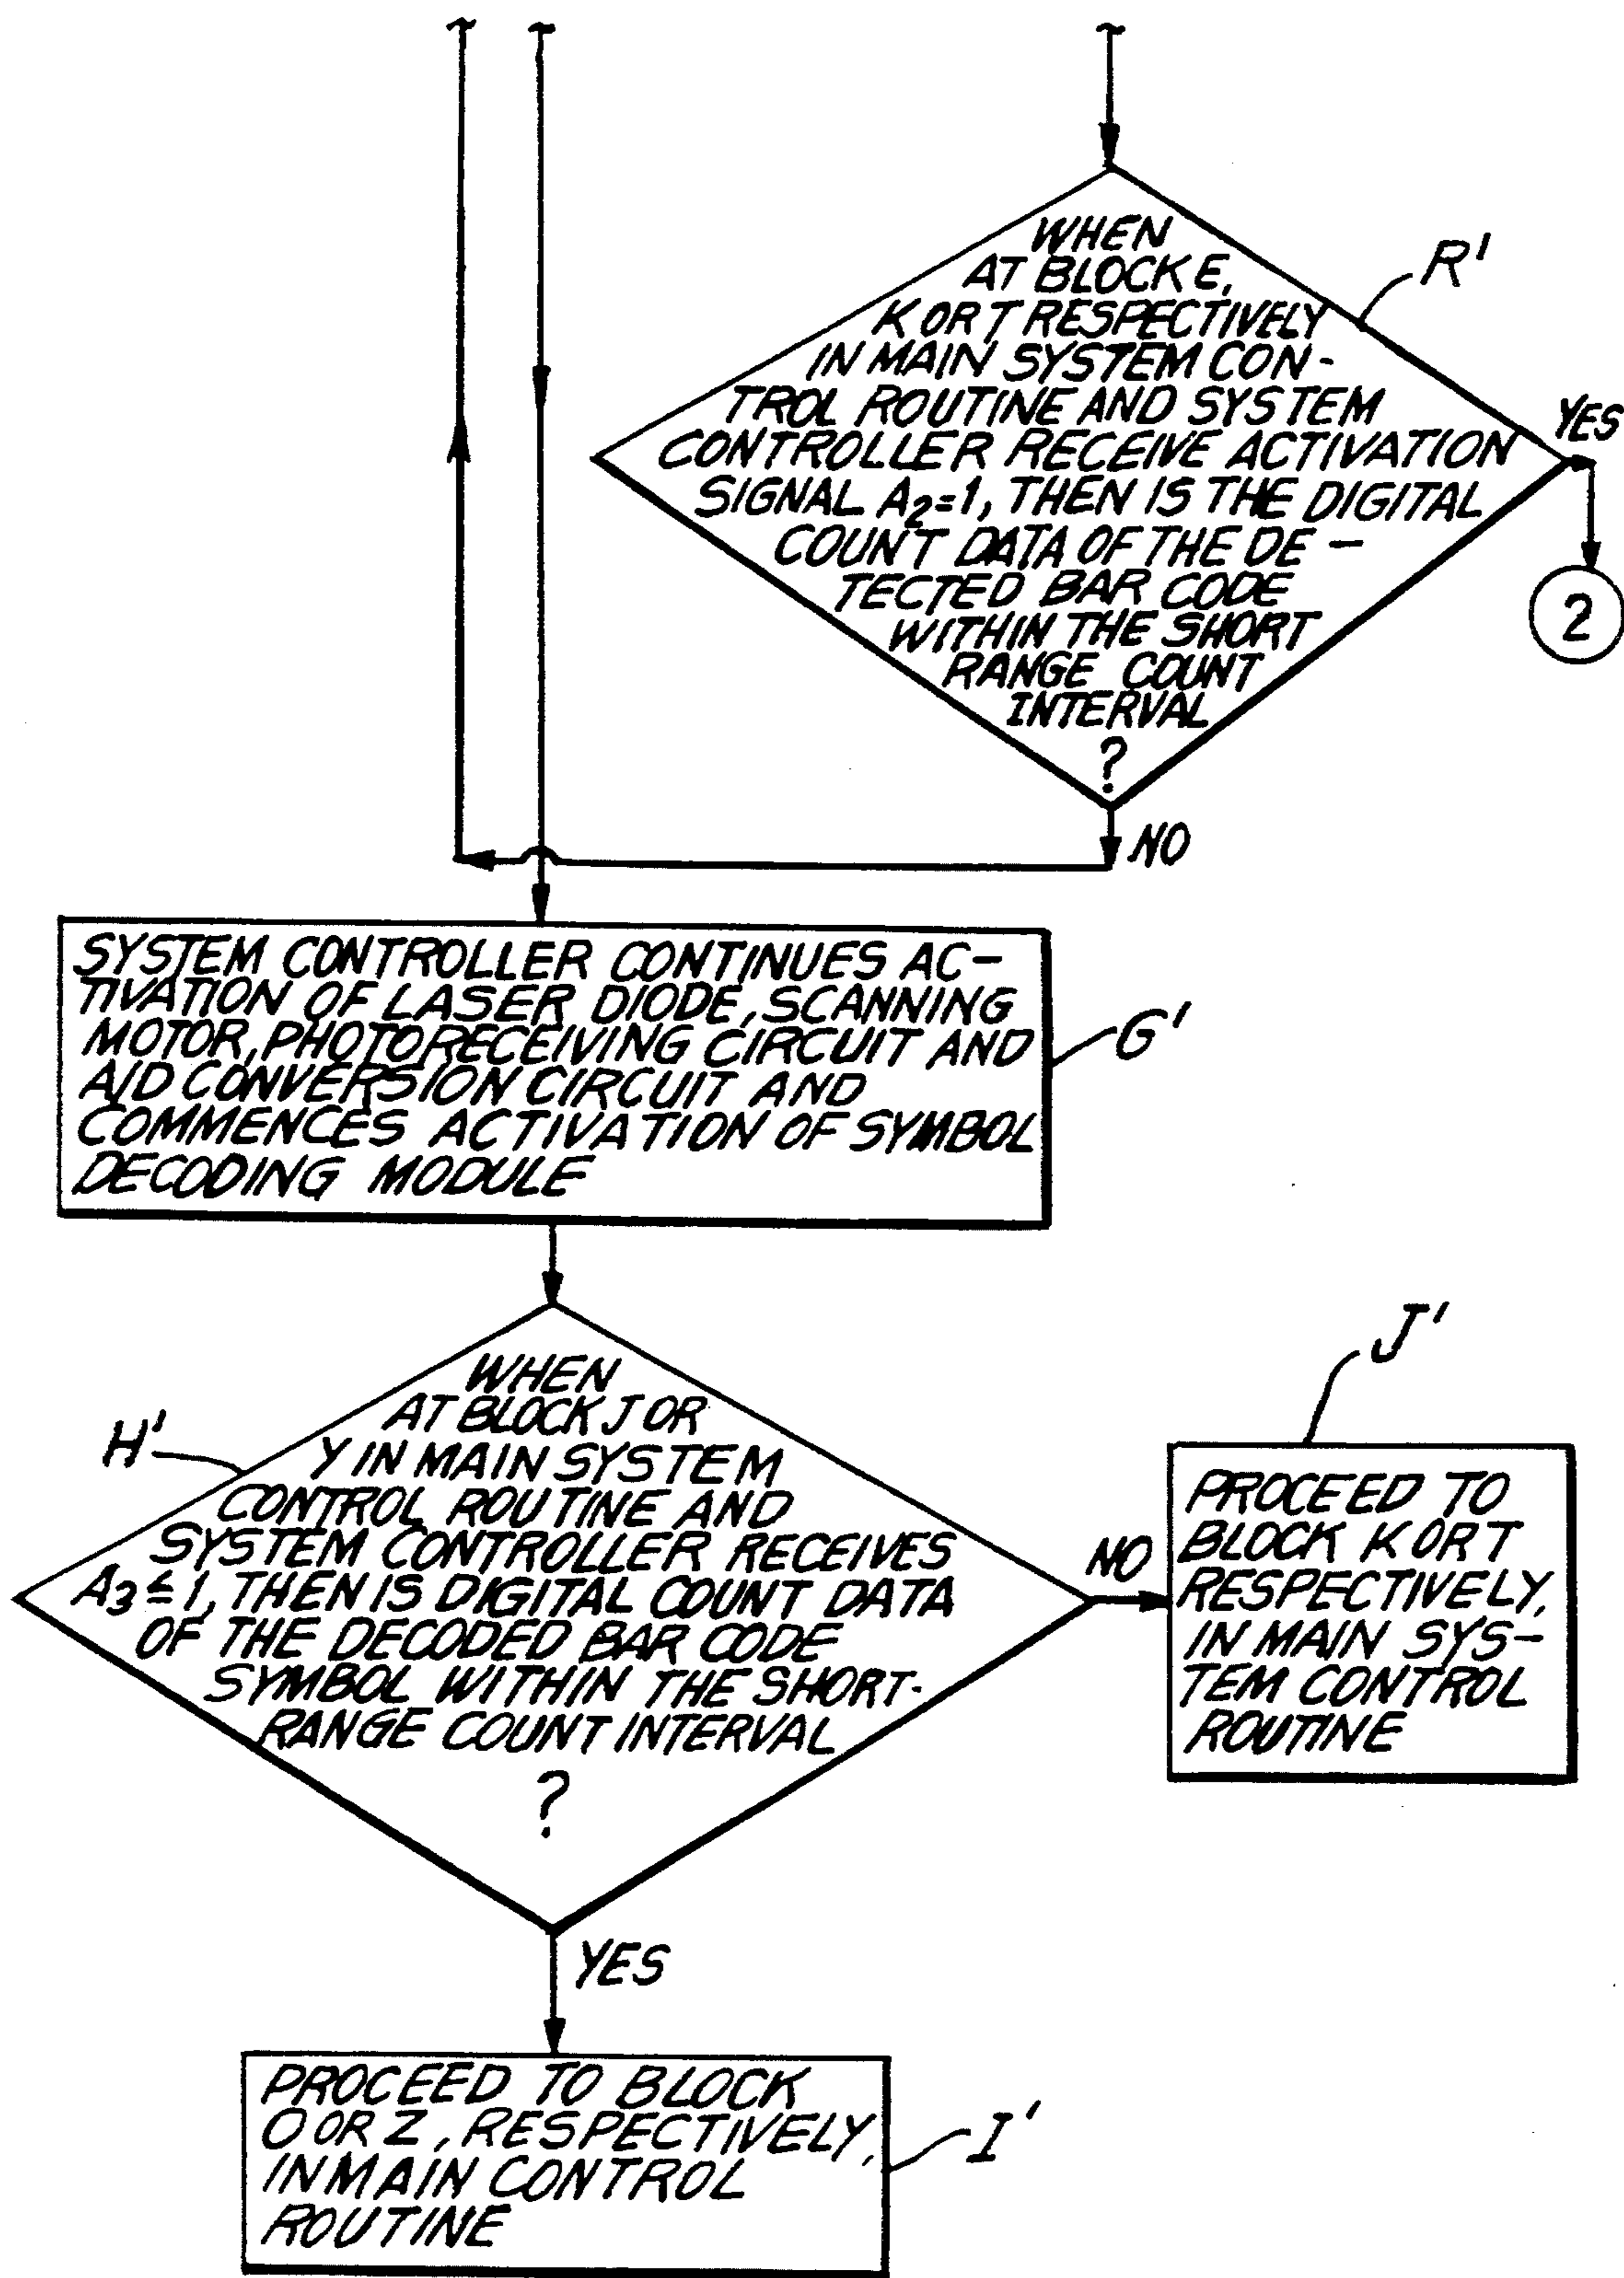 WHEN
AT BLOCK E,
K OR T RESPECTIVELY
IN MAIN SYSTEM CON-
TROL ROUTINE AND SYSTEM
CONTROLLER RECEIVE ACTIVATION
SIGNAL A2=1, THEN IS THE DIGITAL
COUNT DATA OF THE DE-
TECTED BAR CODE
WITHIN THE SHORT
RANGE COUNT
INTERVAL
?
R'
YES
2
NO
SYSTEM CONTROLLER CONTINUES AC-
TIVATION OF LASER DIODE, SCANNING
MOTOR, PHOTORECEIVING CIRCUIT AND
A/D CONVERSION CIRCUIT AND
COMMENCES ACTIVATION OF SYMBOL
DECODING MODULE
G'
WHEN
AT BLOCK J OR
Y IN MAIN SYSTEM
CONTROL ROUTINE AND
SYSTEM CONTROLLER RECEIVES
A3≤1, THEN IS DIGITAL COUNT DATA
OF THE DECODED BAR CODE
SYMBOL WITHIN THE SHORT-
RANGE COUNT INTERVAL
?
H'
NO
J'
PROCEED TO
BLOCK K OR T
RESPECTIVELY,
IN MAIN SYS-
TEM CONTROL
ROUTINE
YES
PROCEED TO BLOCK
O OR Z, RESPECTIVELY,
IN MAIN CONTROL
ROUTINE
I'